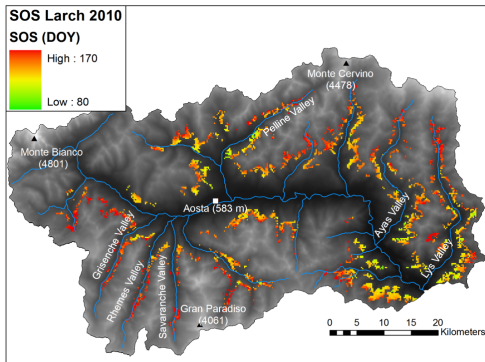 SOS Larch 2010
SOS (DOY)
High : 170
Low : 80
Monte Cervino
(4478)
Pelline Valley
Monte Bianco
(4801)
Aosta (583 m)
Ayas Valley
Lys Valley
Grisenche Valley
Rhemes Valley
Savaranche Valley
Gran Paradiso
(4061)
0 5 10 15 20
Kilometers